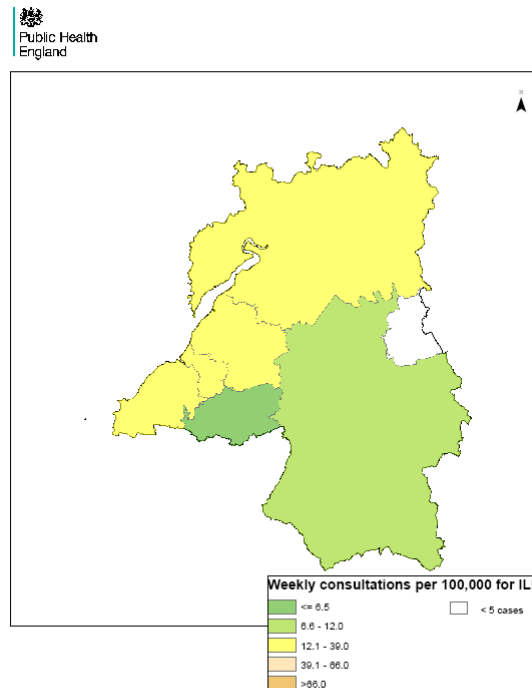 Public Health
England
N
Weekly consultations per 100,000 for IL
<= 6.5
< 5 cases
6.6 - 12.0
12.1 - 39.0
39.1 - 66.0
>66.0